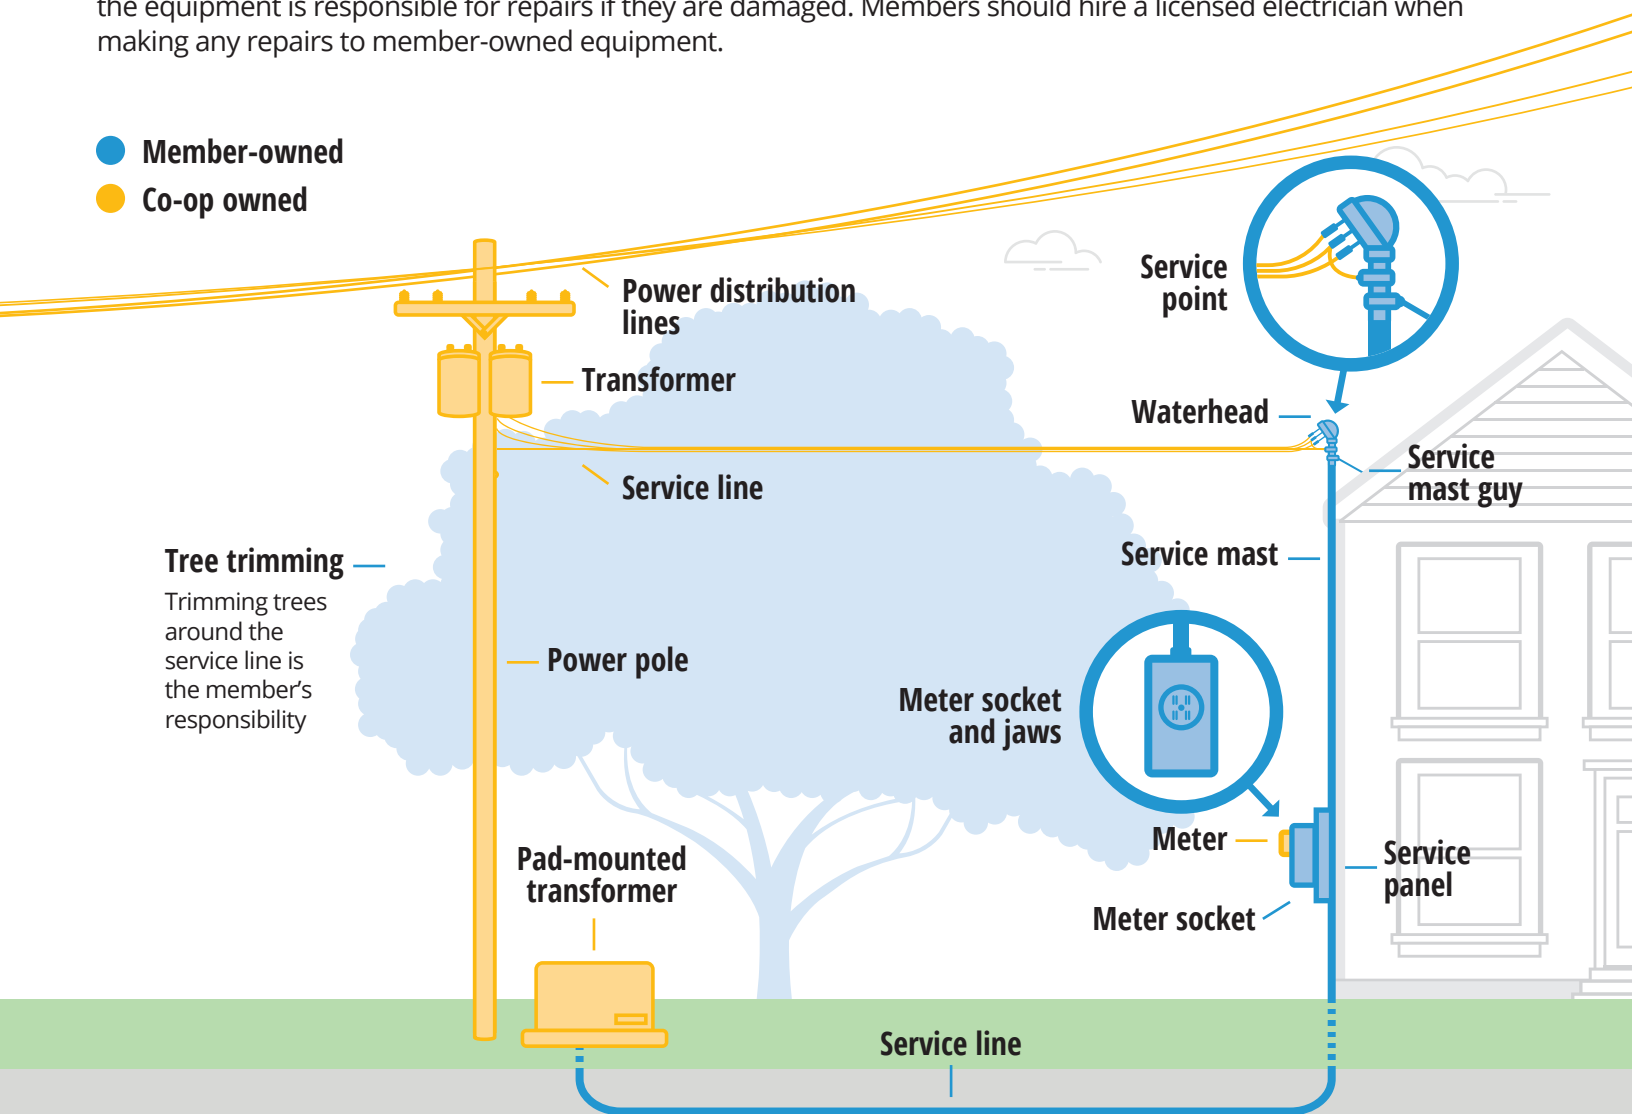 the equipment is responsible for repairs if they are damaged. Members should hire a licensed electrician when
making any repairs to member-owned equipment.
Member-owned
Co-op owned
Power distribution
lines
Transformer
Service line
Service
point
Waterhead
Service
mast guy
Tree trimming
Trimming trees
around the
service line is
the member’s
responsibility
Service mast
Power pole
Meter socket
and jaws
Meter
Service
panel
Meter socket
Pad-mounted
transformer
Service line